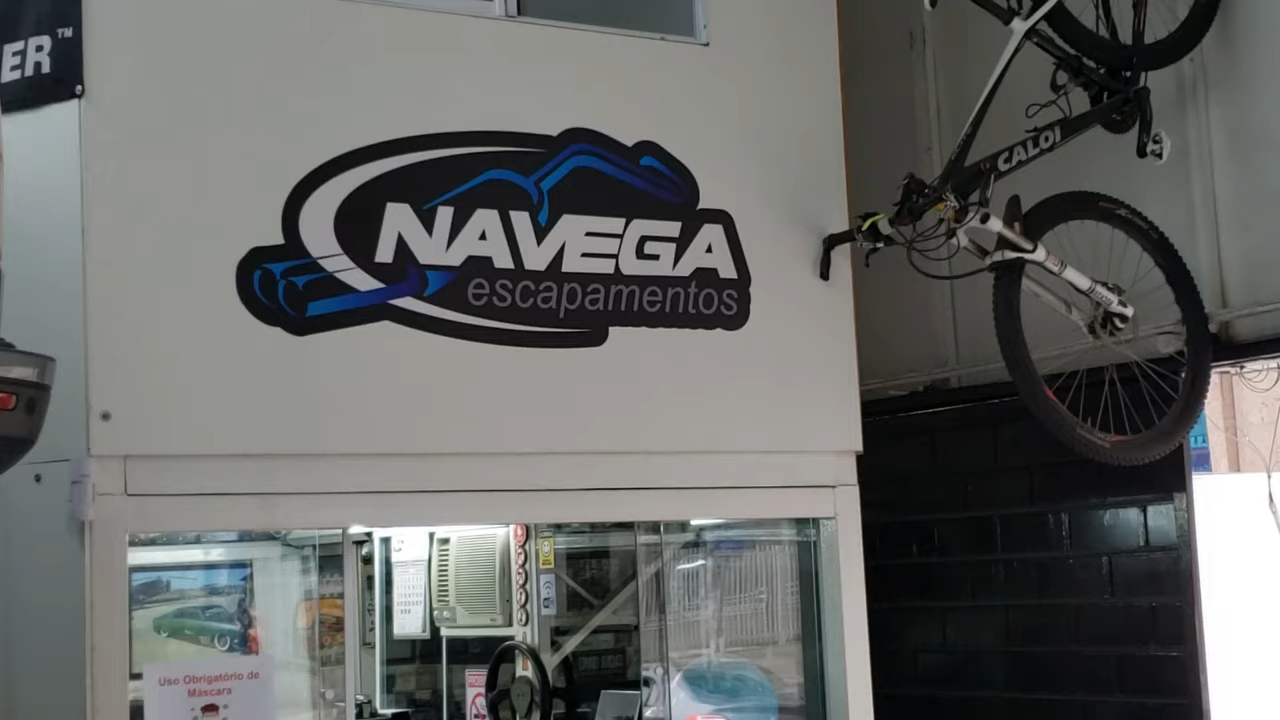 ER™
NAVEGA
escapamentos
CALOI
Uso Obrigatório de
Máscara